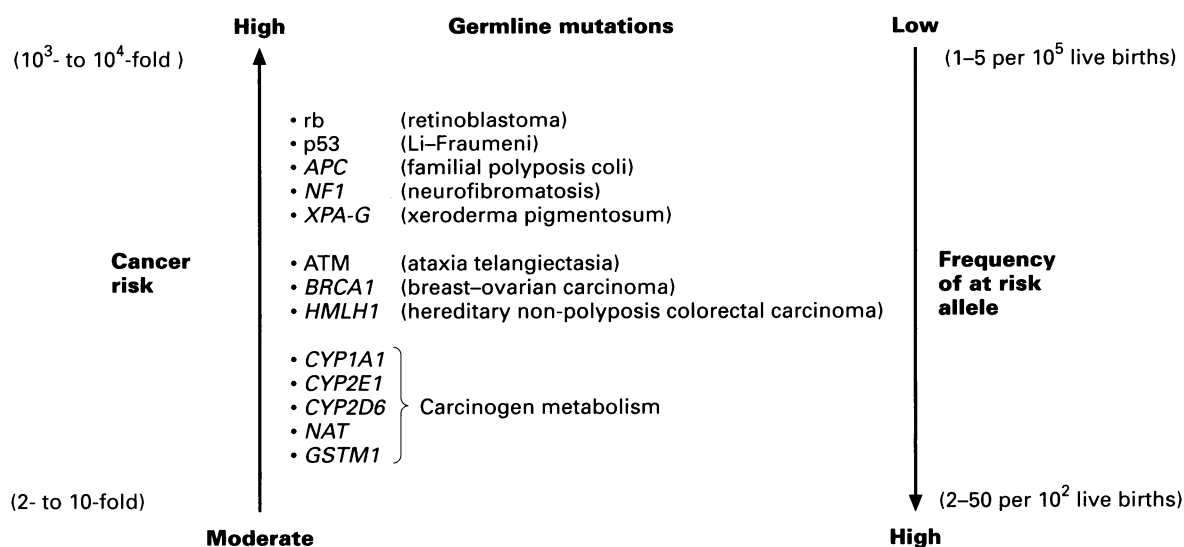 High Germline mutations Low
(10³- to 10⁴-fold ) (1–5 per 10⁵ live births)
• rb (retinoblastoma)
• p53 (Li–Fraumeni)
• APC (familial polyposis coli)
• NF1 (neurofibromatosis)
• XPA-G (xeroderma pigmentosum)
Cancer
risk
• ATM (ataxia telangiectasia)
• BRCA1 (breast–ovarian carcinoma)
• HMLH1 (hereditary non-polyposis colorectal carcinoma)
Frequency
of at risk
allele
• CYP1A1
• CYP2E1
• CYP2D6 Carcinogen metabolism
• NAT
• GSTM1
(2- to 10-fold) (2–50 per 10² live births)
Moderate High